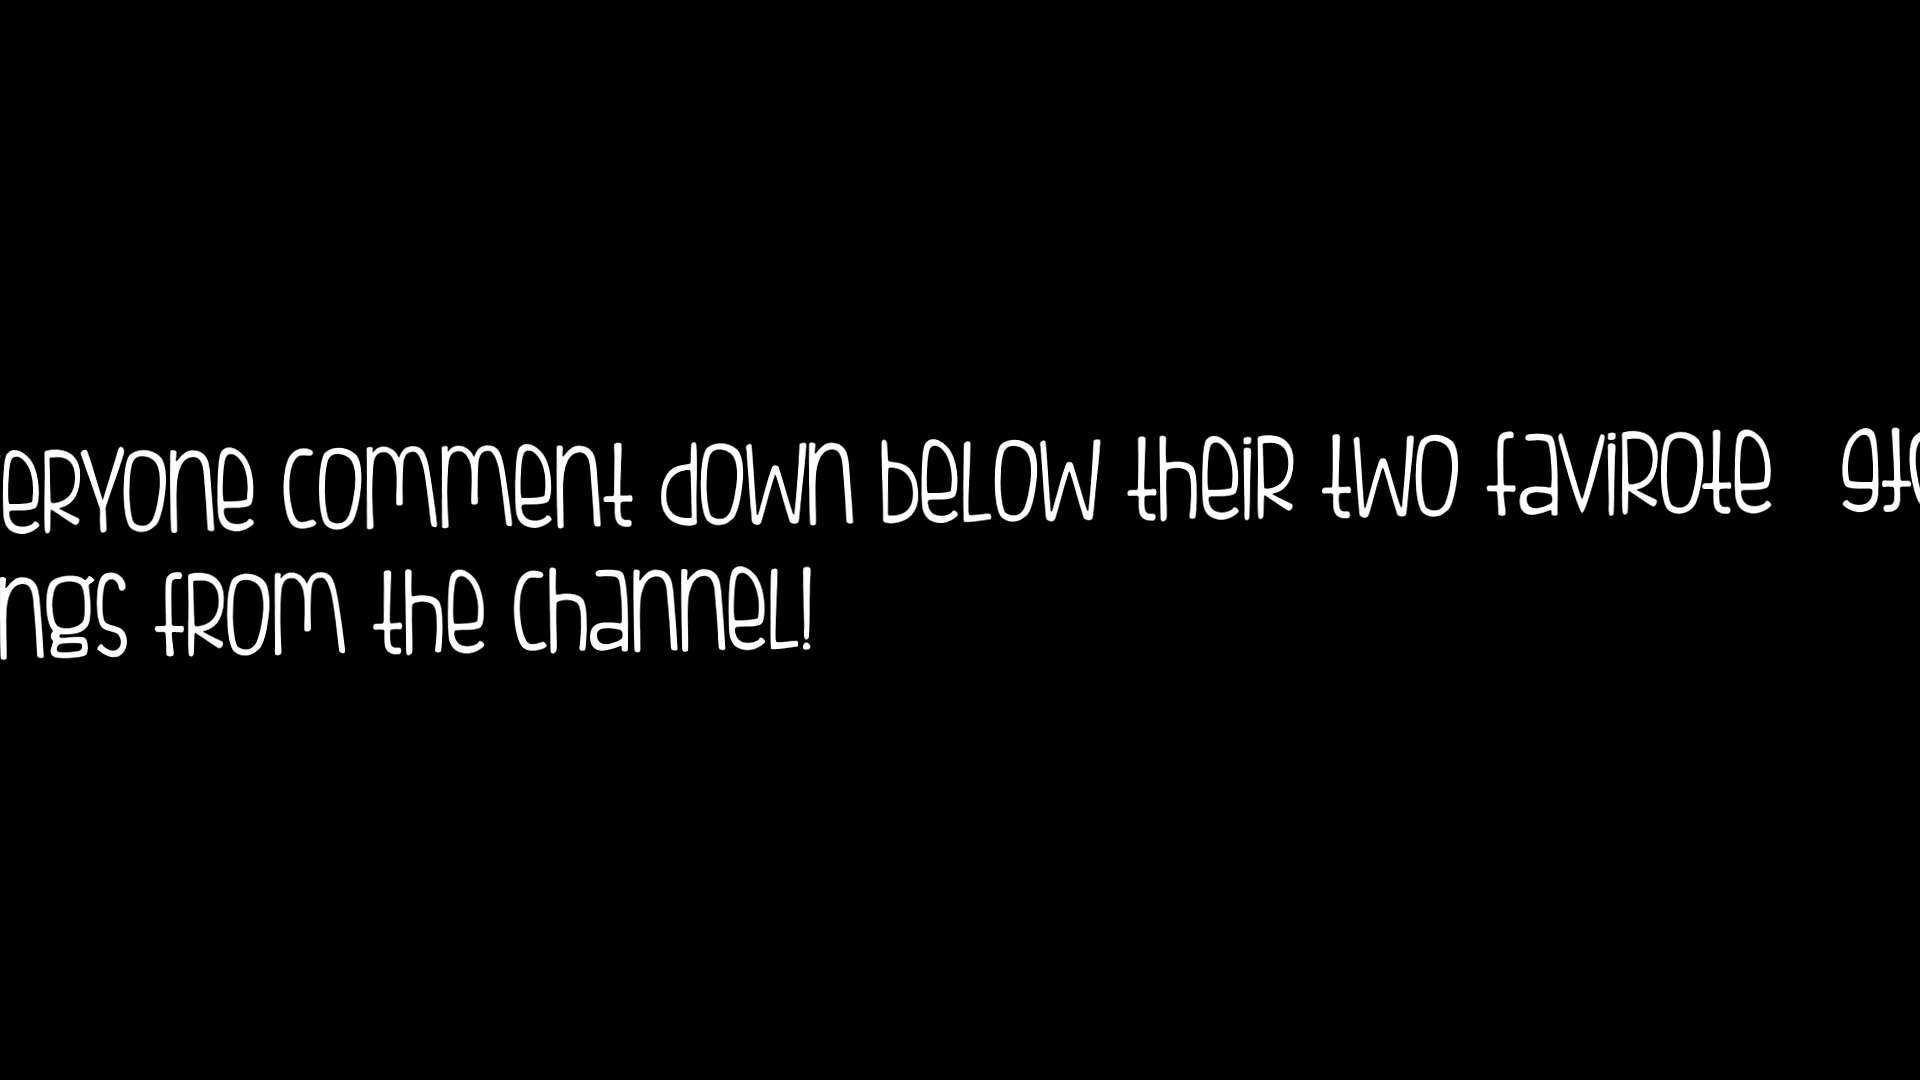 eryone comment down below their two favirote
ngs from the channel!